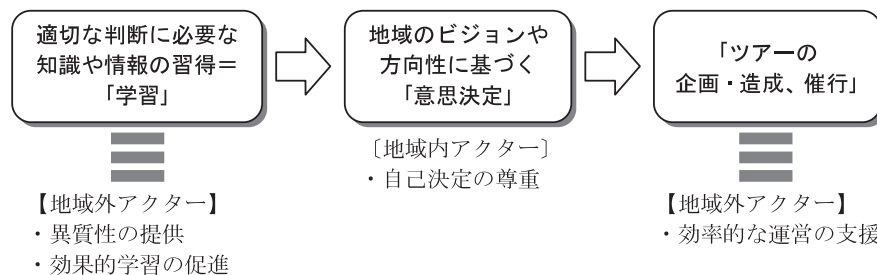 適切な判断に必要な
知識や情報の習得＝
「学習」
地域のビジョンや
方向性に基づく
「意思決定」
「ツアーの
企画・造成、催行」
【地域外アクター】
・異質性の提供
・効果的学習の促進
〔地域内アクター〕
・自己決定の尊重
【地域外アクター】
・効率的な運営の支援